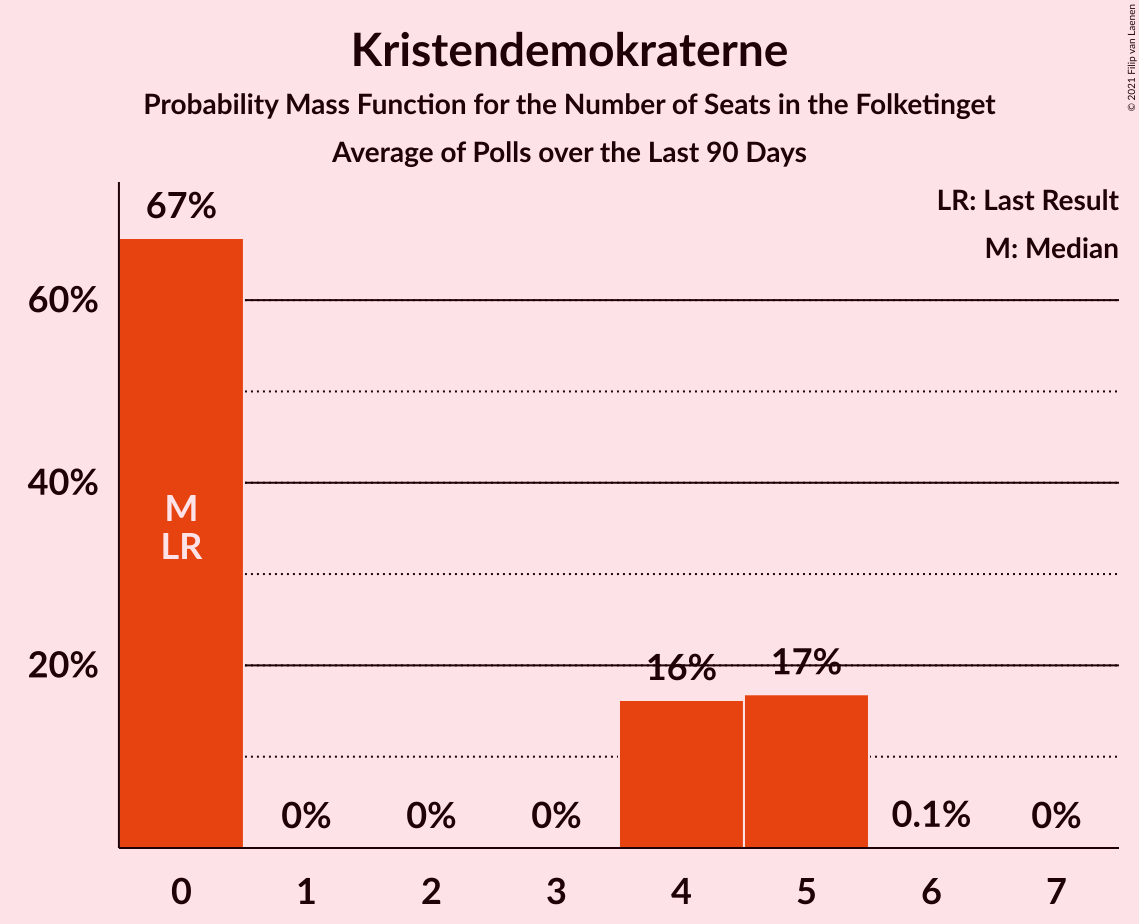 Kristendemokraterne
Probability Mass Function for the Number of Seats in the Folketinget
Average of Polls over the Last 90 Days
© 2021 Filip van Laenen
LR: Last Result
M: Median
67%
60%
40%
20%
M
LR
0%
0%
0%
16%
17%
0.1%
0%
0
1
2
3
4
5
6
7